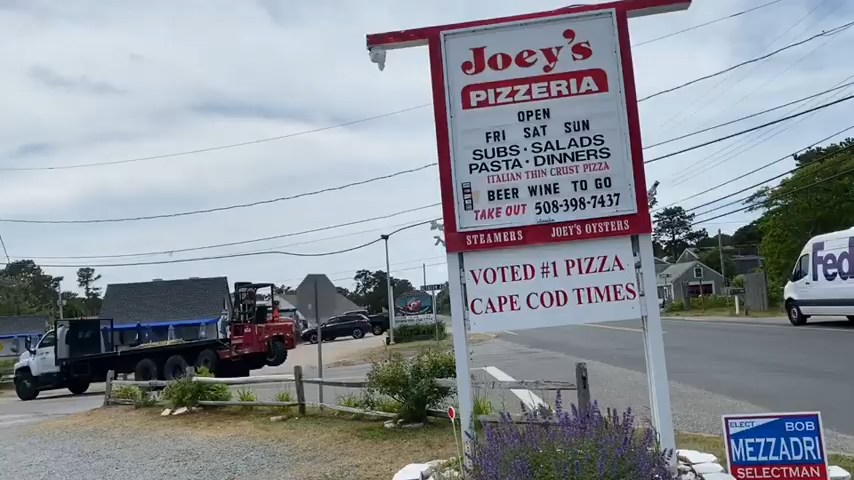 Joey's
PIZZERIA
OPEN
FRI SAT SUN
SUBS · SALADS
PASTA · DINNERS
ITALIAN THIN CRUST PIZZA
BEER WINE TO GO
TAKE OUT 508-398-7437
STEAMERS JOEY'S OYSTERS
VOTED #1 PIZZA
CAPE COD TIMES
FedE
ELECT BOB
MEZZADRI
SELECTMAN